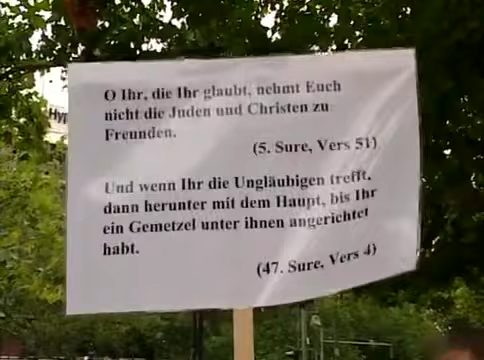 Hyp
O Ihr, die Ihr glaubt, nehmt Euch
nicht die Juden und Christen zu
Freunden.
(5. Sure, Vers 51)
Und wenn Ihr die Ungläubigen trefft,
dann herunter mit dem Haupt, bis Ihr
ein Gemetzel unter ihnen angerichtet
habt.
(47. Sure, Vers 4)